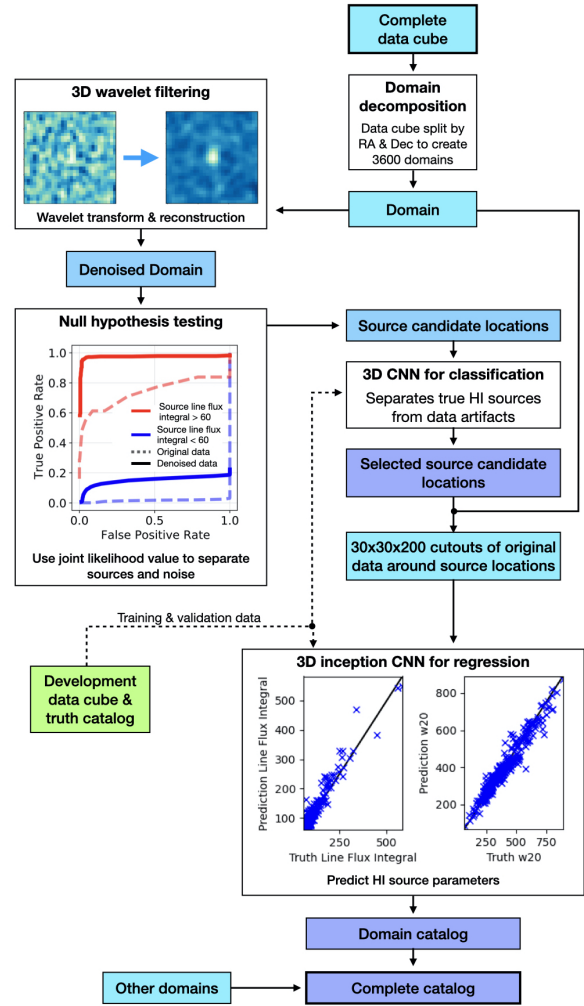 Complete
data cube
Domain
decomposition
Data cube split by
RA & Dec to create
3600 domains
Domain
3D wavelet filtering
Wavelet transform & reconstruction
Denoised Domain
Null hypothesis testing
True Positive Rate
1.0
0.8
0.6
0.4
0.2
0.0
Source line flux
integral > 60
Source line flux
integral < 60
Original data
Denoised data
0.0 0.5 1.0
False Positive Rate
Use joint likelihood value to separate
sources and noise
Source candidate locations
3D CNN for classification
Separates true HI sources
from data artifacts
Selected source candidate
locations
30x30x200 cutouts of original
data around source locations
Training & validation data
Development
data cube &
truth catalog
3D inception CNN for regression
Prediction Line Flux Integral
500
400
300
200
100
250 500
Truth Line Flux Integral
Prediction w20
800
600
400
200
250 500 750
Truth w20
Predict HI source parameters
Domain catalog
Other domains
Complete catalog